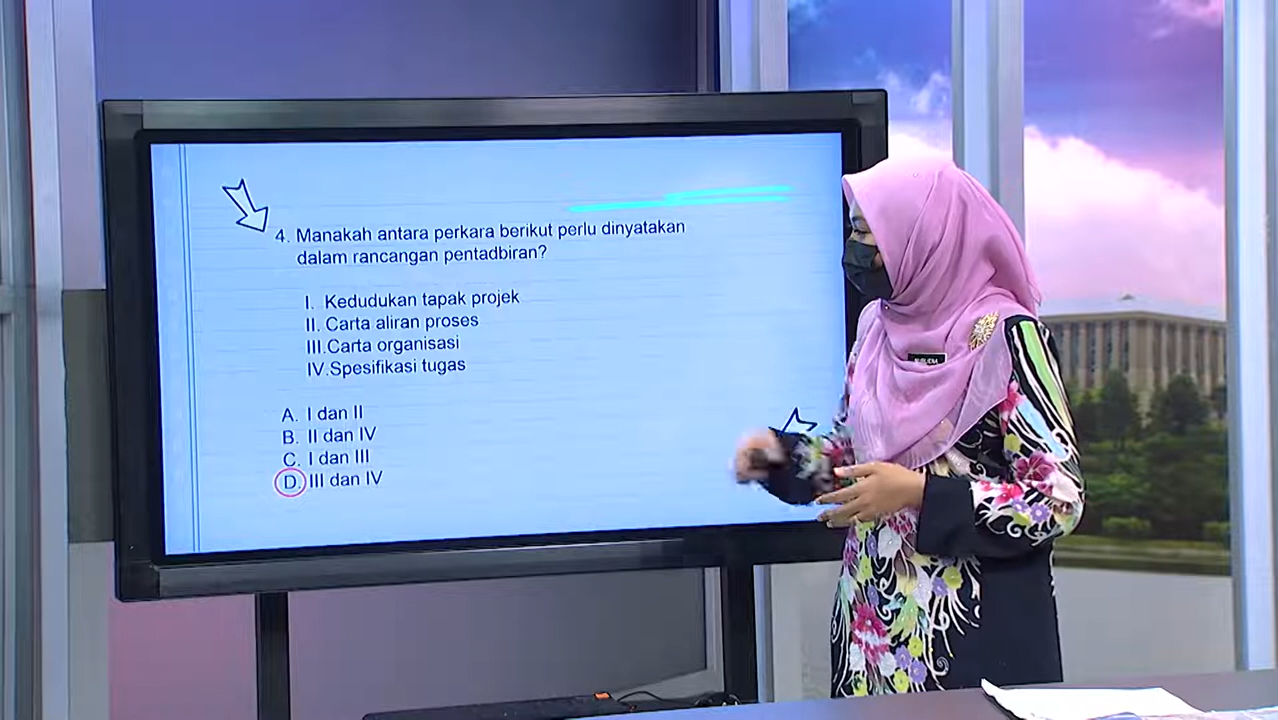 4. Manakah antara perkara berikut perlu dinyatakan
dalam rancangan pentadbiran?
I. Kedudukan tapak projek
II. Carta aliran proses
III.Carta organisasi
IV.Spesifikasi tugas
A. I dan II
B. II dan IV
C. I dan III
D. III dan IV